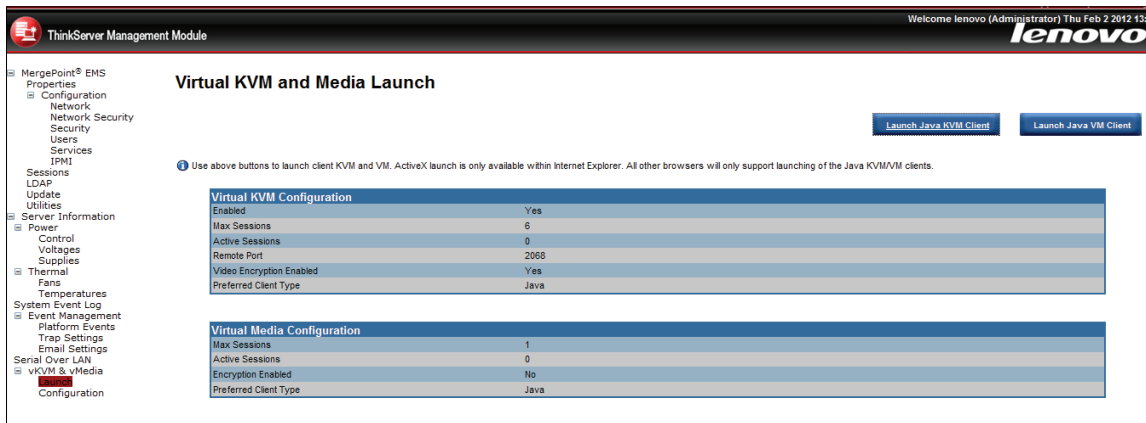 Welcome lenovo (Administrator) Thu Feb 2 2012 13:
ThinkServer Management Module
lenovo
MergePoint® EMS
Properties
Configuration
Network
Network Security
Security
Users
Services
IPMI
Sessions
LDAP
Update
Utilities
Server Information
Power
Control
Voltages
Supplies
Thermal
Fans
Temperatures
System Event Log
Event Management
Platform Events
Trap Settings
Email Settings
Serial Over LAN
vKVM & vMedia
Launch
Configuration
Virtual KVM and Media Launch
Launch Java KVM Client
Launch Java VM Client
Use above buttons to launch client KVM and VM. ActiveX launch is only available within Internet Explorer. All other browsers will only support launching of the Java KVM/VM clients.
Virtual KVM Configuration
Enabled Yes
Max Sessions 6
Active Sessions 0
Remote Port 2068
Video Encryption Enabled Yes
Preferred Client Type Java
Virtual Media Configuration
Max Sessions 1
Active Sessions 0
Encryption Enabled No
Preferred Client Type Java